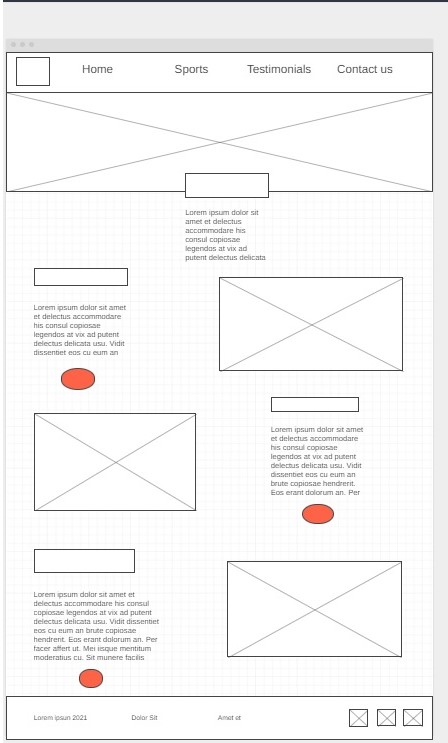 Home Sports Testimonials Contact us
Lorem ipsum dolor sit
amet et delectus
accommodare his
consul copiosae
legendos at vix ad
putent delectus delicata
Lorem ipsum dolor sit amet
et delectus accommodare
his consul copiosae
legendos at vix ad putent
delectus delicata usu. Vidit
dissentiet eos cu eum an
Lorem ipsum dolor sit amet
et delectus accommodare
his consul copiosae
legendos at vix ad putent
delectus delicata usu. Vidit
dissentiet eos cu eum an
brute copiosae hendrerit.
Eos erant dolorum an. Per
Lorem ipsum dolor sit amet et
delectus accommodare his consul
copiosae legendos at vix ad putent
delectus delicata usu. Vidit dissentiet
eos cu eum an brute copiosae
hendrerit. Eos erant dolorum an. Per
facer affert ut. Mei iisque mentitum
moderatius cu. Sit munere facilis
Lorem ipsun 2021 Dolor Sit Amet et